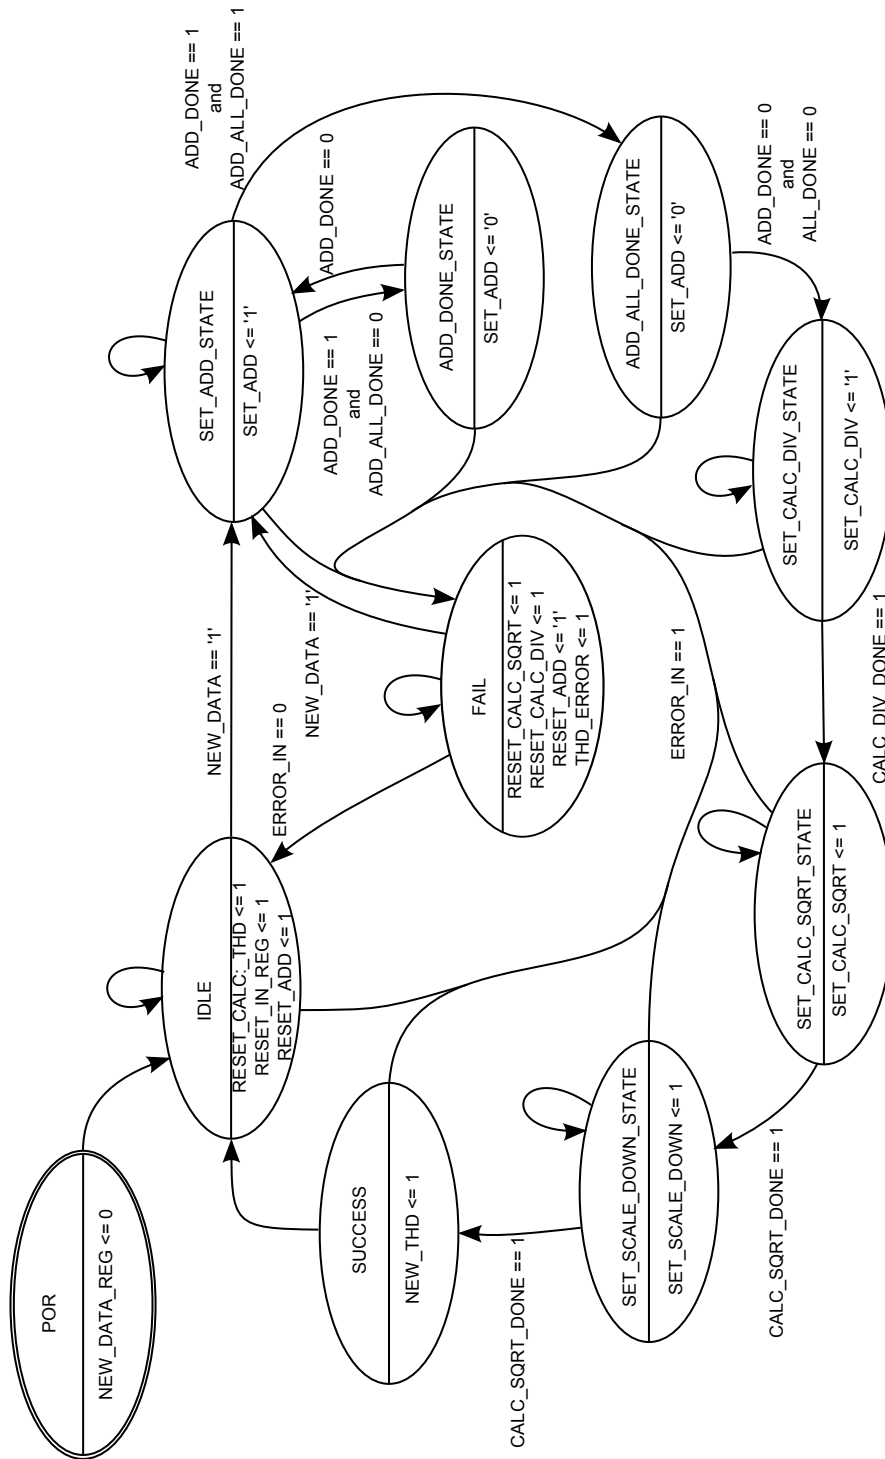 POR
NEW_DATA_REG <= 0
IDLE
RESET_CALC:_THD <= 1
RESET_IN_REG <= 1
RESET_ADD <= 1
NEW_DATA == '1'
SET_ADD_STATE
SET_ADD <= '1'
ADD_DONE == 1
and
ADD_ALL_DONE == 1
ADD_DONE == 0
ADD_DONE == 1
and
ADD_ALL_DONE == 0
ADD_DONE_STATE
SET_ADD <= '0'
ADD_ALL_DONE_STATE
SET_ADD <= '0'
ADD_DONE == 0
and
ALL_DONE == 0
NEW_DATA == '1'
ERROR_IN == 0
FAIL
RESET_CALC_SQRT <= 1
RESET_CALC_DIV <= 1
RESET_ADD <= '1'
THD_ERROR <= 1
ERROR_IN == 1
SUCCESS
NEW_THD <= 1
CALC_SQRT_DONE == 1
SET_SCALE_DOWN_STATE
SET_SCALE_DOWN <= 1
CALC_SQRT_DONE == 1
SET_CALC_SQRT_STATE
SET_CALC_SQRT <= 1
CALC_DIV_DONE == 1
SET_CALC_DIV_STATE
SET_CALC_DIV <= '1'